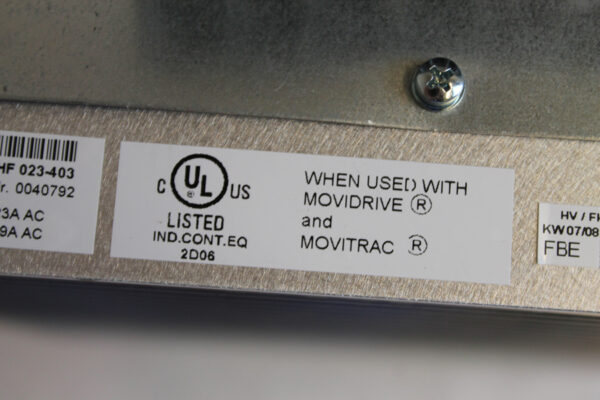 HF 023-403
r. 0040792
3A AC
9A AC
C UL ® US
LISTED
IND.CONT.EQ
2D06
WHEN USED WITH
MOVIDRIVE ®
and
MOVITRAC ®
HV / F
KW07/08
FBE